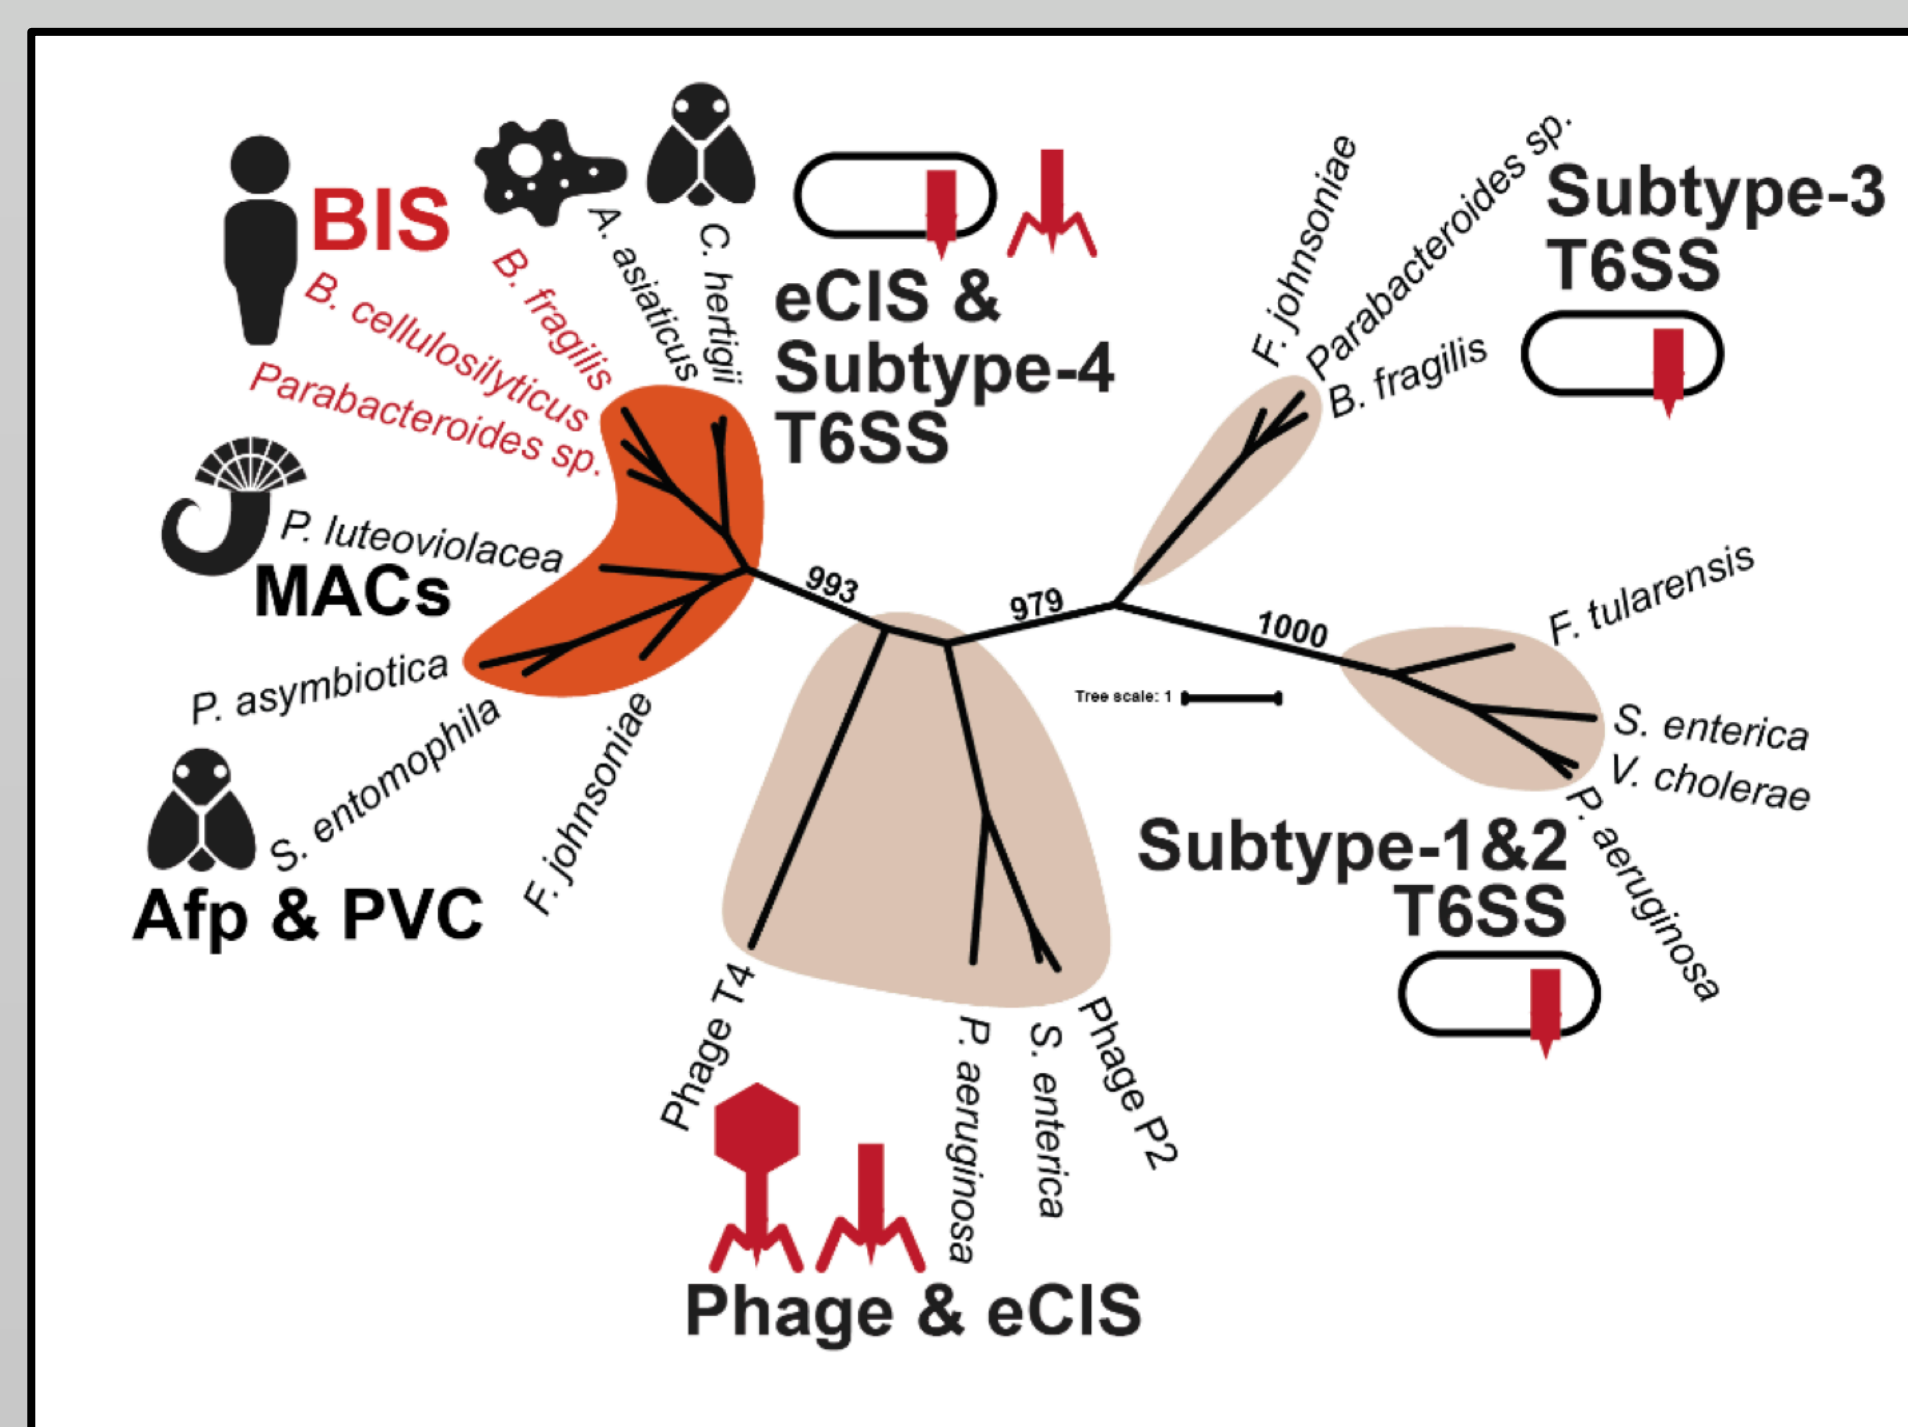 BIS
B. cellulosilyticus
Parabacteroides sp.
B. fragilis
A. asiaticus
C. hertigii
eCIS &
Subtype-4
T6SS
F. johnsoniae
Parabacteroides sp.
B. fragilis
Subtype-3
T6SS
P. luteoviolacea
MACs
P. asymbiotica
S. entomophila
Afp & PVC
F. johnsoniae
993
979
1000
Tree scale: 1
F. tularensis
S. enterica
V. cholerae
P. aeruginosa
Subtype-1&2
T6SS
Phage T4
P. aeruginosa
S. enterica
Phage P2
Phage & eCIS